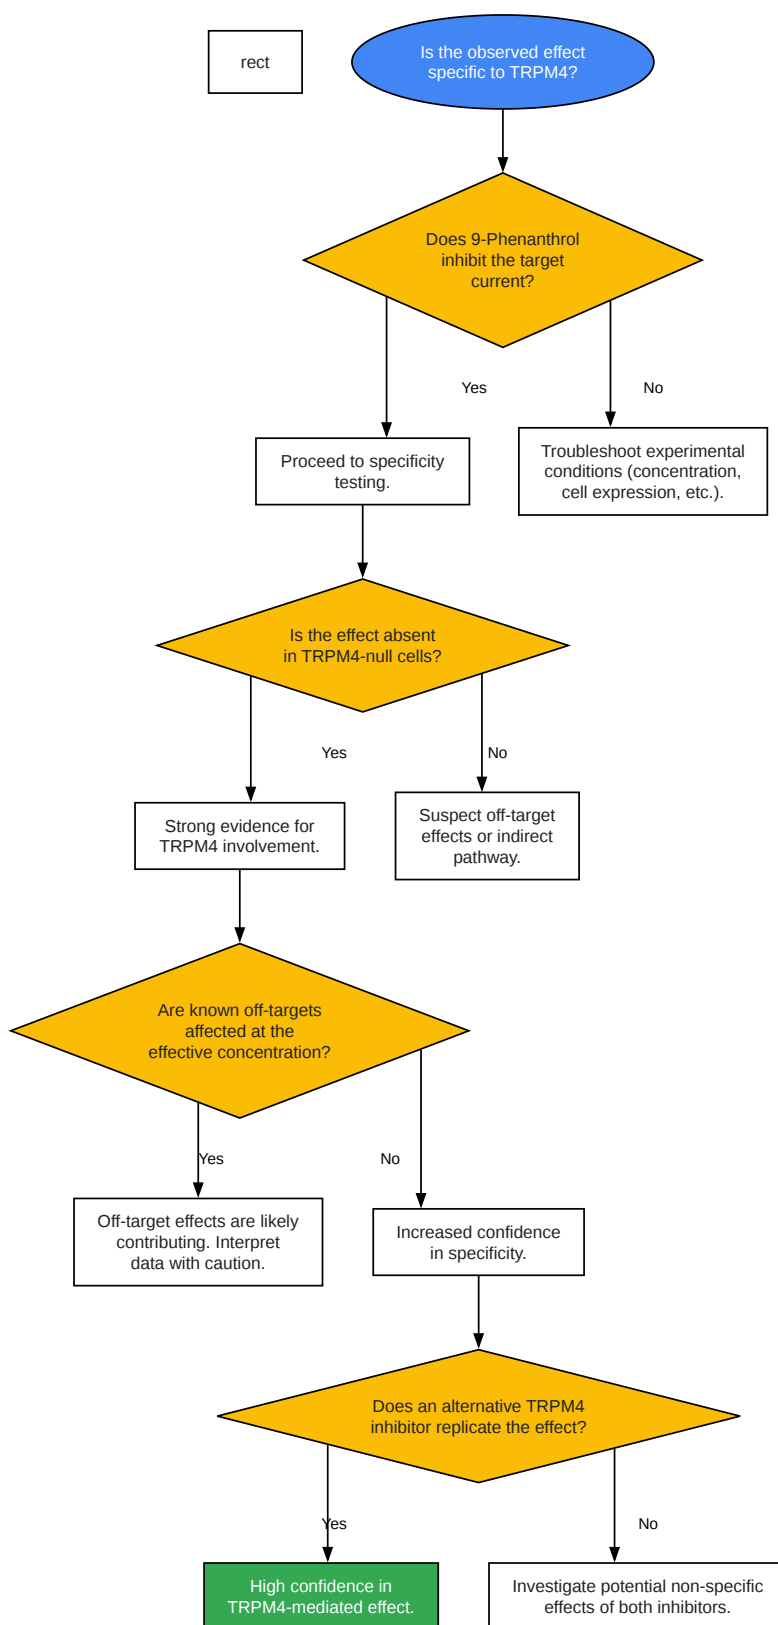 rect
Is the observed effect
specific to TRPM4?
Does 9-Phenanthrol
inhibit the target
current?
Yes
No
Proceed to specificity
testing.
Troubleshoot experimental
conditions (concentration,
cell expression, etc.).
Is the effect absent
in TRPM4-null cells?
Yes
No
Strong evidence for
TRPM4 involvement.
Suspect off-target
effects or indirect
pathway.
Are known off-targets
affected at the
effective concentration?
Yes
No
Off-target effects are likely
contributing. Interpret
data with caution.
Increased confidence
in specificity.
Does an alternative TRPM4
inhibitor replicate the effect?
Yes
No
High confidence in
TRPM4-mediated effect.
Investigate potential non-specific
effects of both inhibitors.